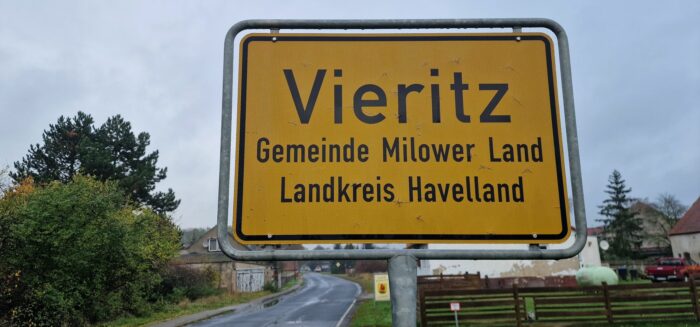 Vieritz
Gemeinde Milower Land
Landkreis Havelland